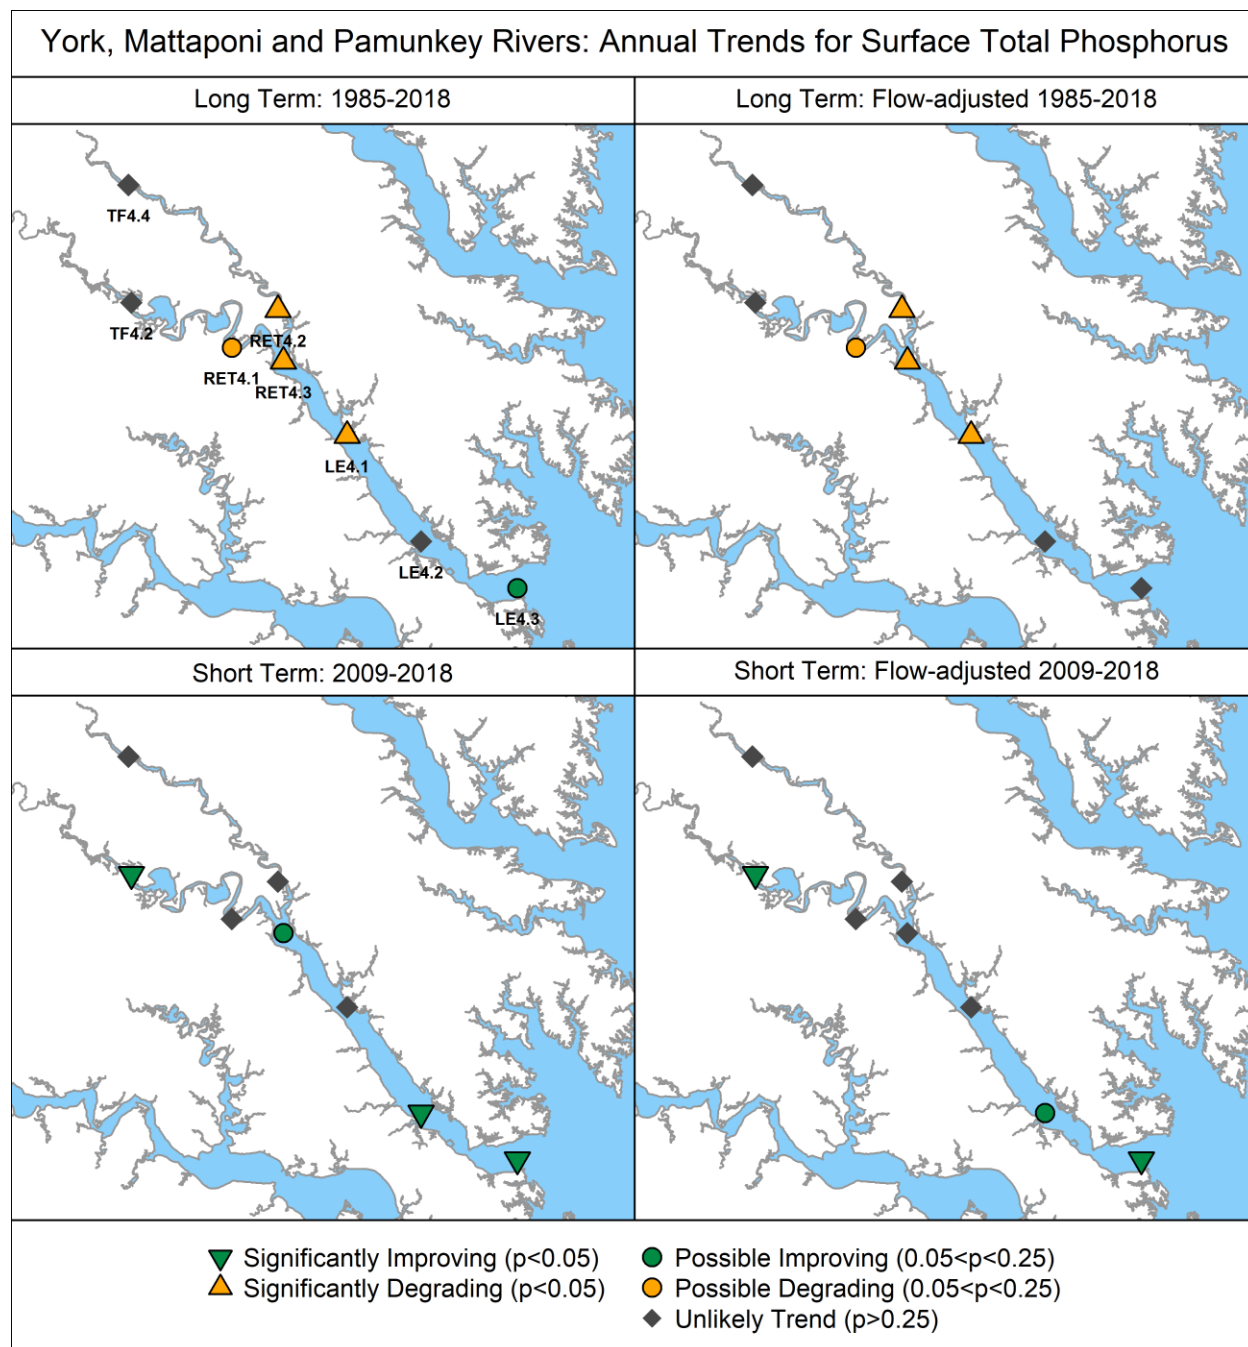 York, Mattaponi and Pamunkey Rivers: Annual Trends for Surface Total Phosphorus
Long Term: 1985-2018
Long Term: Flow-adjusted 1985-2018
TF4.4
TF4.2
RET4.2
RET4.1
RET4.3
LE4.1
LE4.2
LE4.3
Short Term: 2009-2018
Short Term: Flow-adjusted 2009-2018
Significantly Improving (p<0.05)
Significantly Degrading (p<0.05)
Possible Improving (0.05<p<0.25)
Possible Degrading (0.05<p<0.25)
Unlikely Trend (p>0.25)